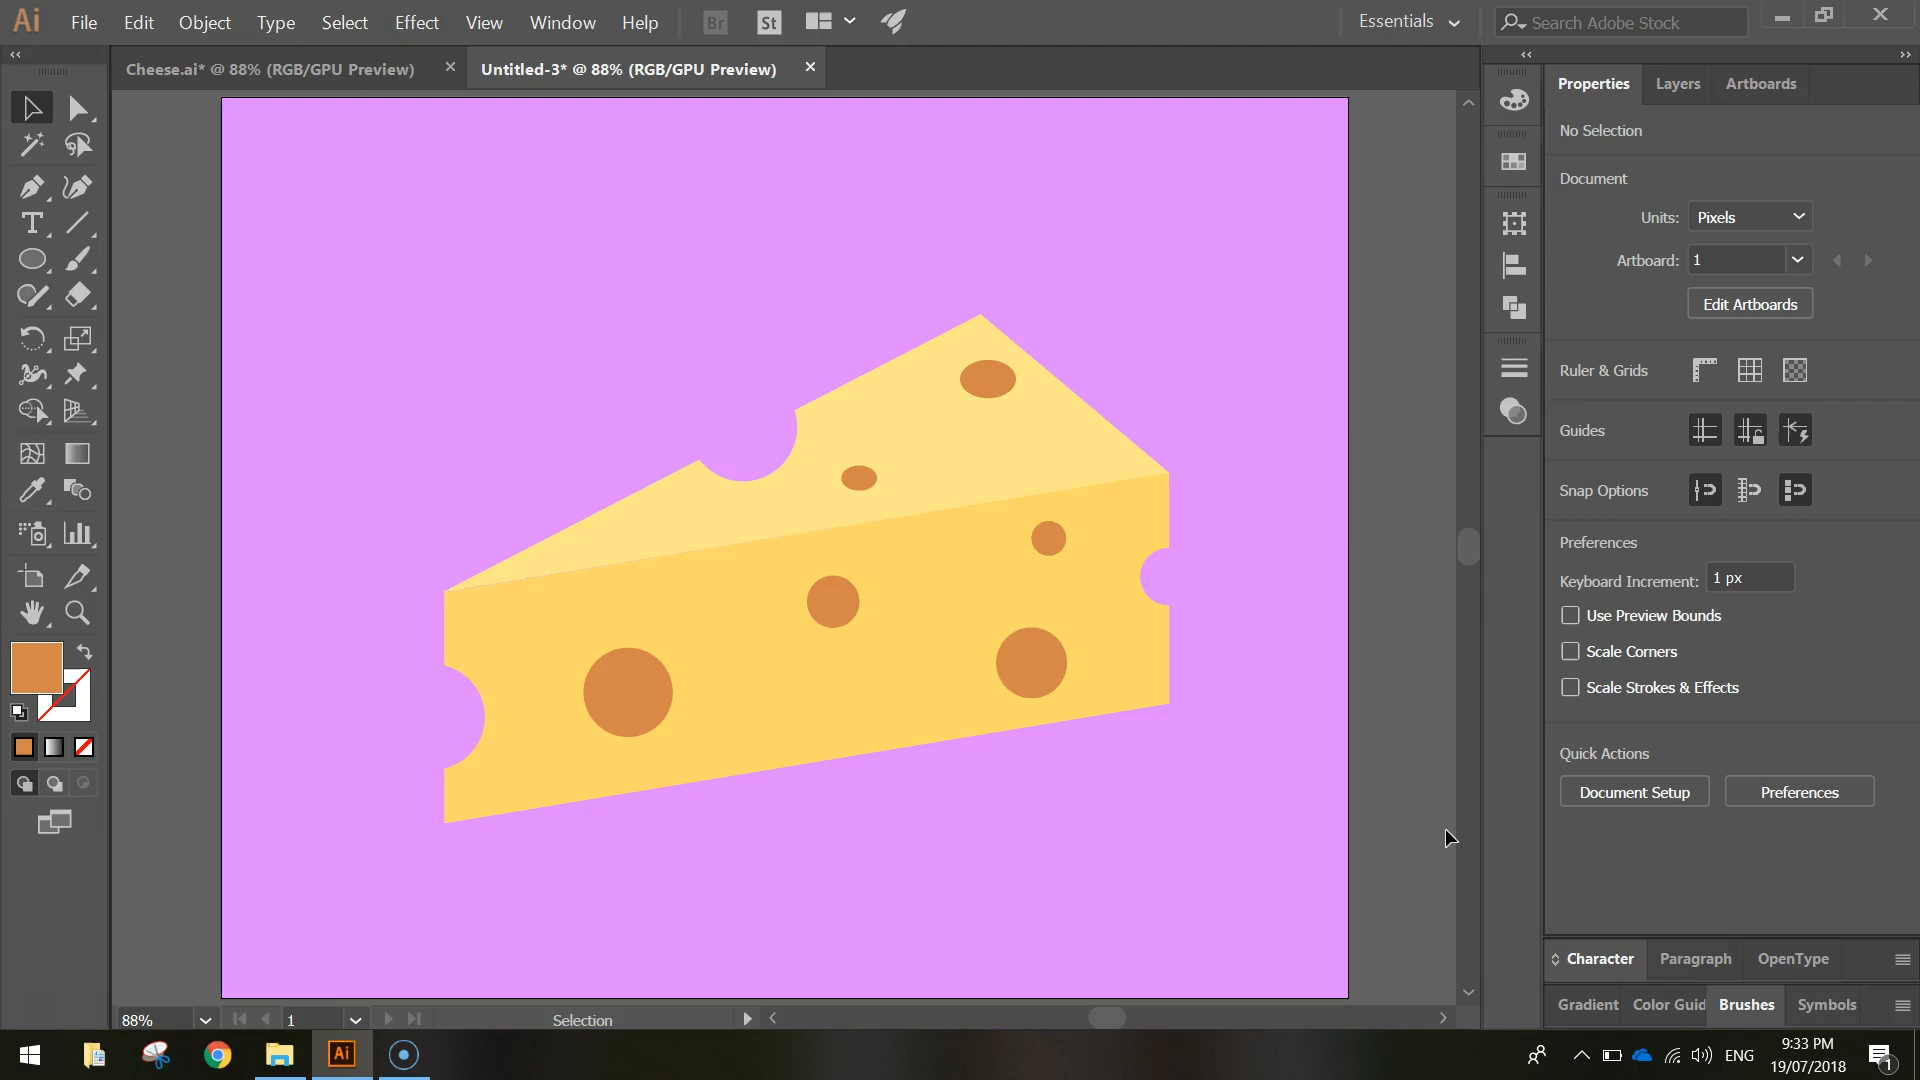 Ai File Edit Object Type Select Effect View Window Help Br St Essentials Search Adobe Stock
Cheese.ai* @ 88% (RGB/GPU Preview) Untitled-3* @ 88% (RGB/GPU Preview)
Properties Layers Artboards
No Selection
Document
Units: Pixels
Artboard: 1
Edit Artboards
Ruler & Grids
Guides
Snap Options
Preferences
Keyboard Increment: 1 px
Use Preview Bounds
Scale Corners
Scale Strokes & Effects
Quick Actions
Document Setup Preferences
Character Paragraph OpenType
Gradient Color Guid Brushes Symbols
88% 1 Selection
Ai ENG 9:33 PM
19/07/2018 1